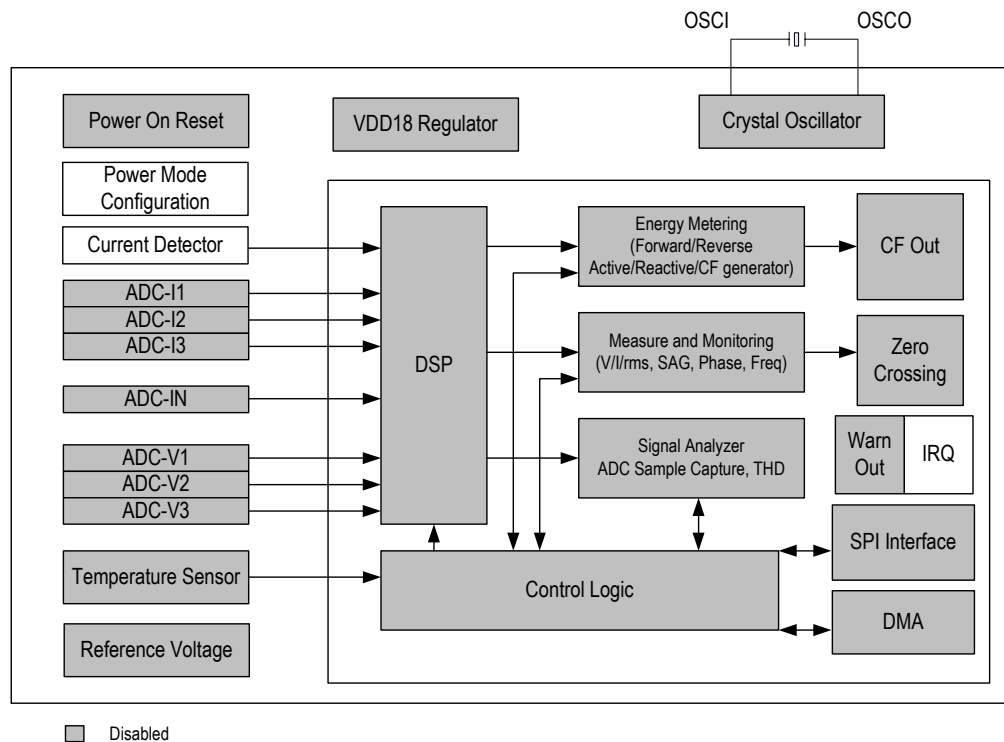 OSCI
OSCO
Power On Reset
VDD18 Regulator
Crystal Oscillator
Power Mode
Configuration
Current Detector
ADC-I1
ADC-I2
ADC-I3
ADC-IN
ADC-V1
ADC-V2
ADC-V3
Temperature Sensor
Reference Voltage
DSP
Energy Metering
(Forward/Reverse
Active/Reactive/CF generator)
CF Out
Measure and Monitoring
(V/I/rms, SAG, Phase, Freq)
Zero
Crossing
Signal Analyzer
ADC Sample Capture, THD
Warn
Out
IRQ
SPI Interface
Control Logic
DMA
Disabled